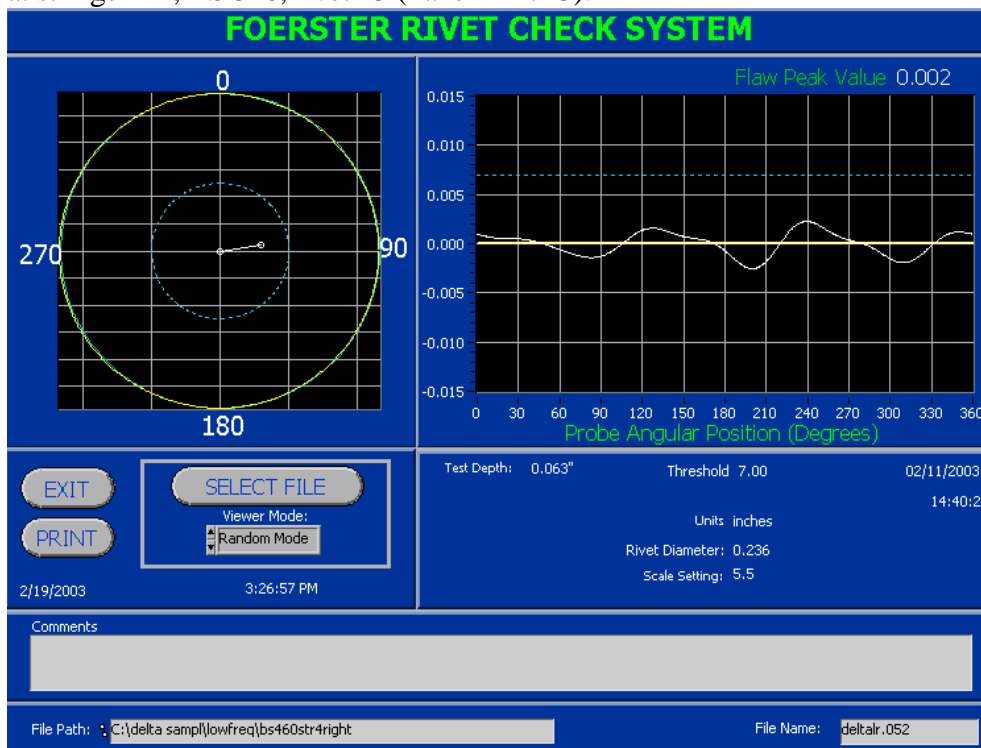 FOERSTER RIVET CHECK SYSTEM
0
270
90
180
Flaw Peak Value 0.002
0.015
0.010
0.005
0.000
-0.005
-0.010
-0.015
0 30 60 90 120 150 180 210 240 270 300 330 360
Probe Angular Position (Degrees)
EXIT
PRINT
SELECT FILE
Viewer Mode:
Random Mode
2/19/2003 3:26:57 PM
Test Depth: 0.063" Threshold 7.00 02/11/2003
14:40:2
Units inches
Rivet Diameter: 0.236
Scale Setting: 5.5
Comments
File Path: C:\delta sampl\lowfreq\bs460str4right
File Name: deltalr.052